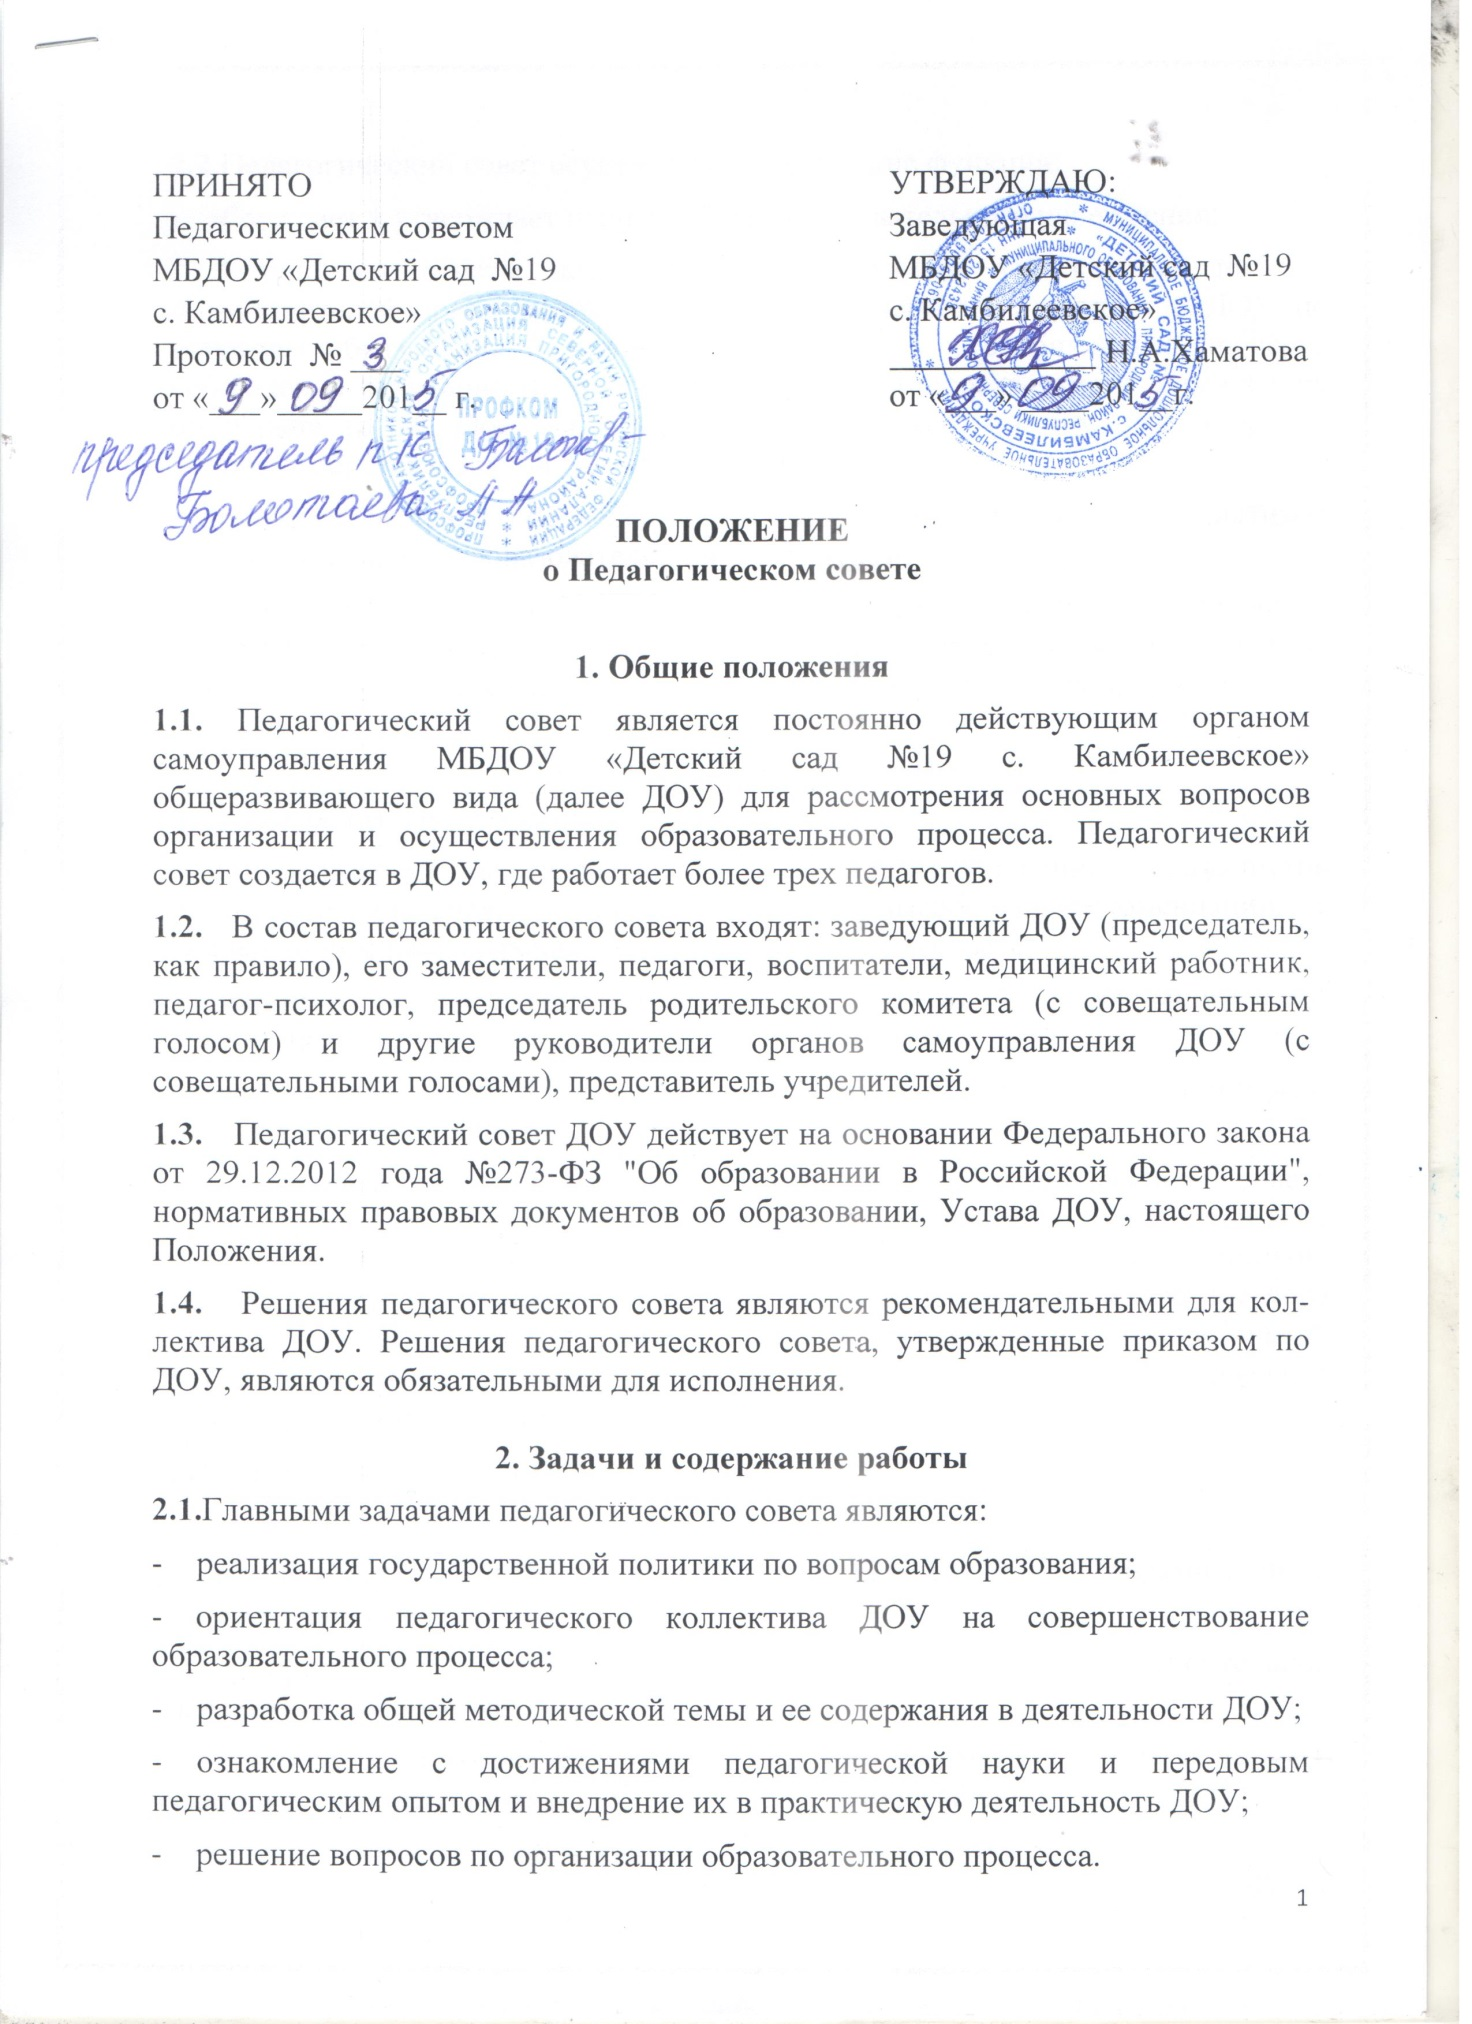 ПРИНЯТО
Педагогическим советом
МБДОУ «Детский сад №19
с. Камбилеевское»
Протокол № 3
от «9» 09 2015 г.
председатель ПК
УТВЕРЖДАЮ:
Заведующая
МБДОУ «Детский сад №19
с. Камбилеевское»
Н.А.Хаматова
от «9» 09 2015 г.
ПРОФКОМ
ПОЛОЖЕНИЕ
о Педагогическом совете
1. Общие положения
1.1. Педагогический совет является постоянно действующим органом
самоуправления МБДОУ «Детский сад №19 с. Камбилеевское»
общеразвивающего вида (далее ДОУ) для рассмотрения основных вопросов
организации и осуществления образовательного процесса. Педагогический
совет создается в ДОУ, где работает более трех педагогов.
1.2. В состав педагогического совета входят: заведующий ДОУ (председатель,
как правило), его заместители, педагоги, воспитатели, медицинский работник,
педагог-психолог, председатель родительского комитета (с совещательным
голосом) и другие руководители органов самоуправления ДОУ (с
совещательными голосами), представитель учредителей.
1.3. Педагогический совет ДОУ действует на основании Федерального закона
от 29.12.2012 года №273-ФЗ "Об образовании в Российской Федерации",
нормативных правовых документов об образовании, Устава ДОУ, настоящего
Положения.
1.4. Решения педагогического совета являются рекомендательными для кол-
лектива ДОУ. Решения педагогического совета, утвержденные приказом по
ДОУ, являются обязательными для исполнения.
2. Задачи и содержание работы
2.1.Главными задачами педагогического совета являются:
- реализация государственной политики по вопросам образования;
- ориентация педагогического коллектива ДОУ на совершенствование
образовательного процесса;
- разработка общей методической темы и ее содержания в деятельности ДОУ;
- ознакомление с достижениями педагогической науки и передовым
педагогическим опытом и внедрение их в практическую деятельность ДОУ;
- решение вопросов по организации образовательного процесса.
1